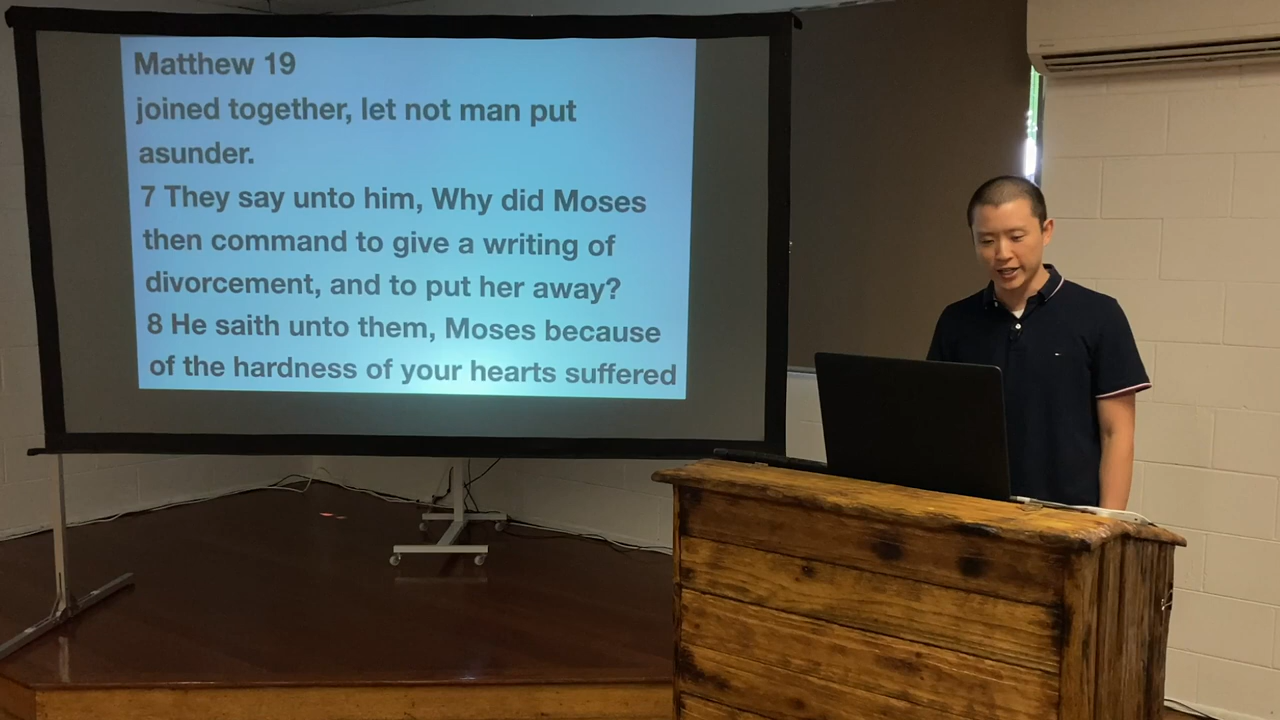 Matthew 19
joined together, let not man put
asunder.
7 They say unto him, Why did Moses
then command to give a writing of
divorcement, and to put her away?
8 He saith unto them, Moses because
of the hardness of your hearts suffered